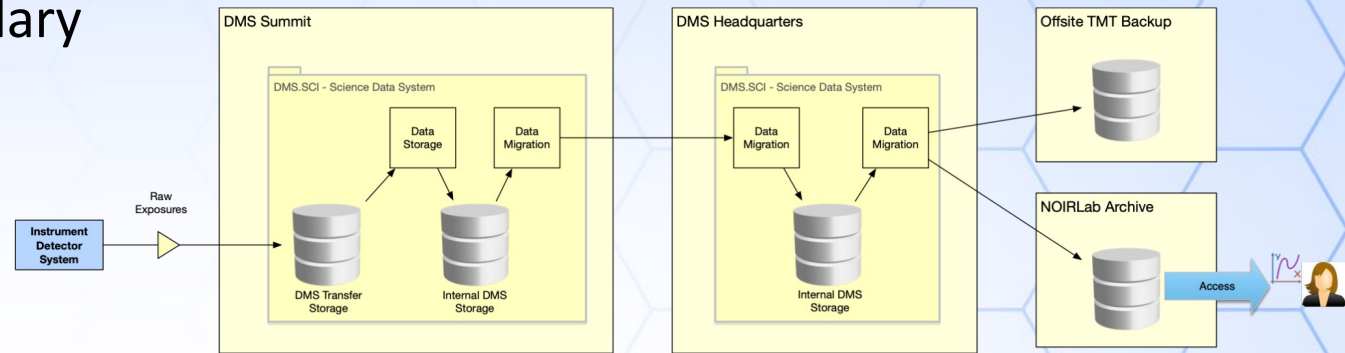 DMS Summit
DMS Headquarters
Offsite TMT Backup
DMS.SCI - Science Data System
DMS.SCI - Science Data System
Data
Storage
Data
Migration
Data
Migration
Data
Migration
Raw
Exposures
NOIRLab Archive
Instrument
Detector
System
DMS Transfer
Storage
Internal DMS
Storage
Internal DMS
Storage
Access
Y
X